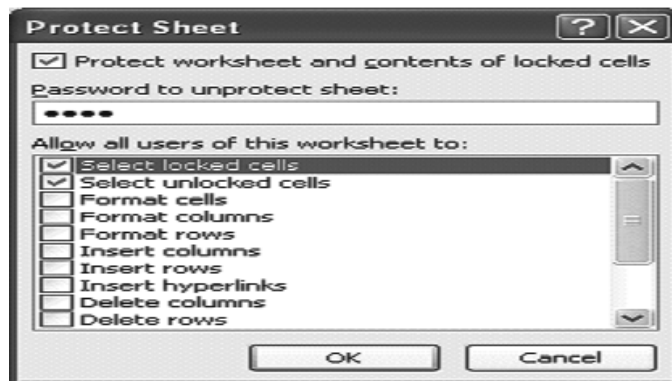 Protect Sheet
Protect worksheet and contents of locked cells
Password to unprotect sheet:
••••
Allow all users of this worksheet to:
Select locked cells
Select unlocked cells
Format cells
Format columns
Format rows
Insert columns
Insert rows
Insert hyperlinks
Delete columns
Delete rows
OK Cancel